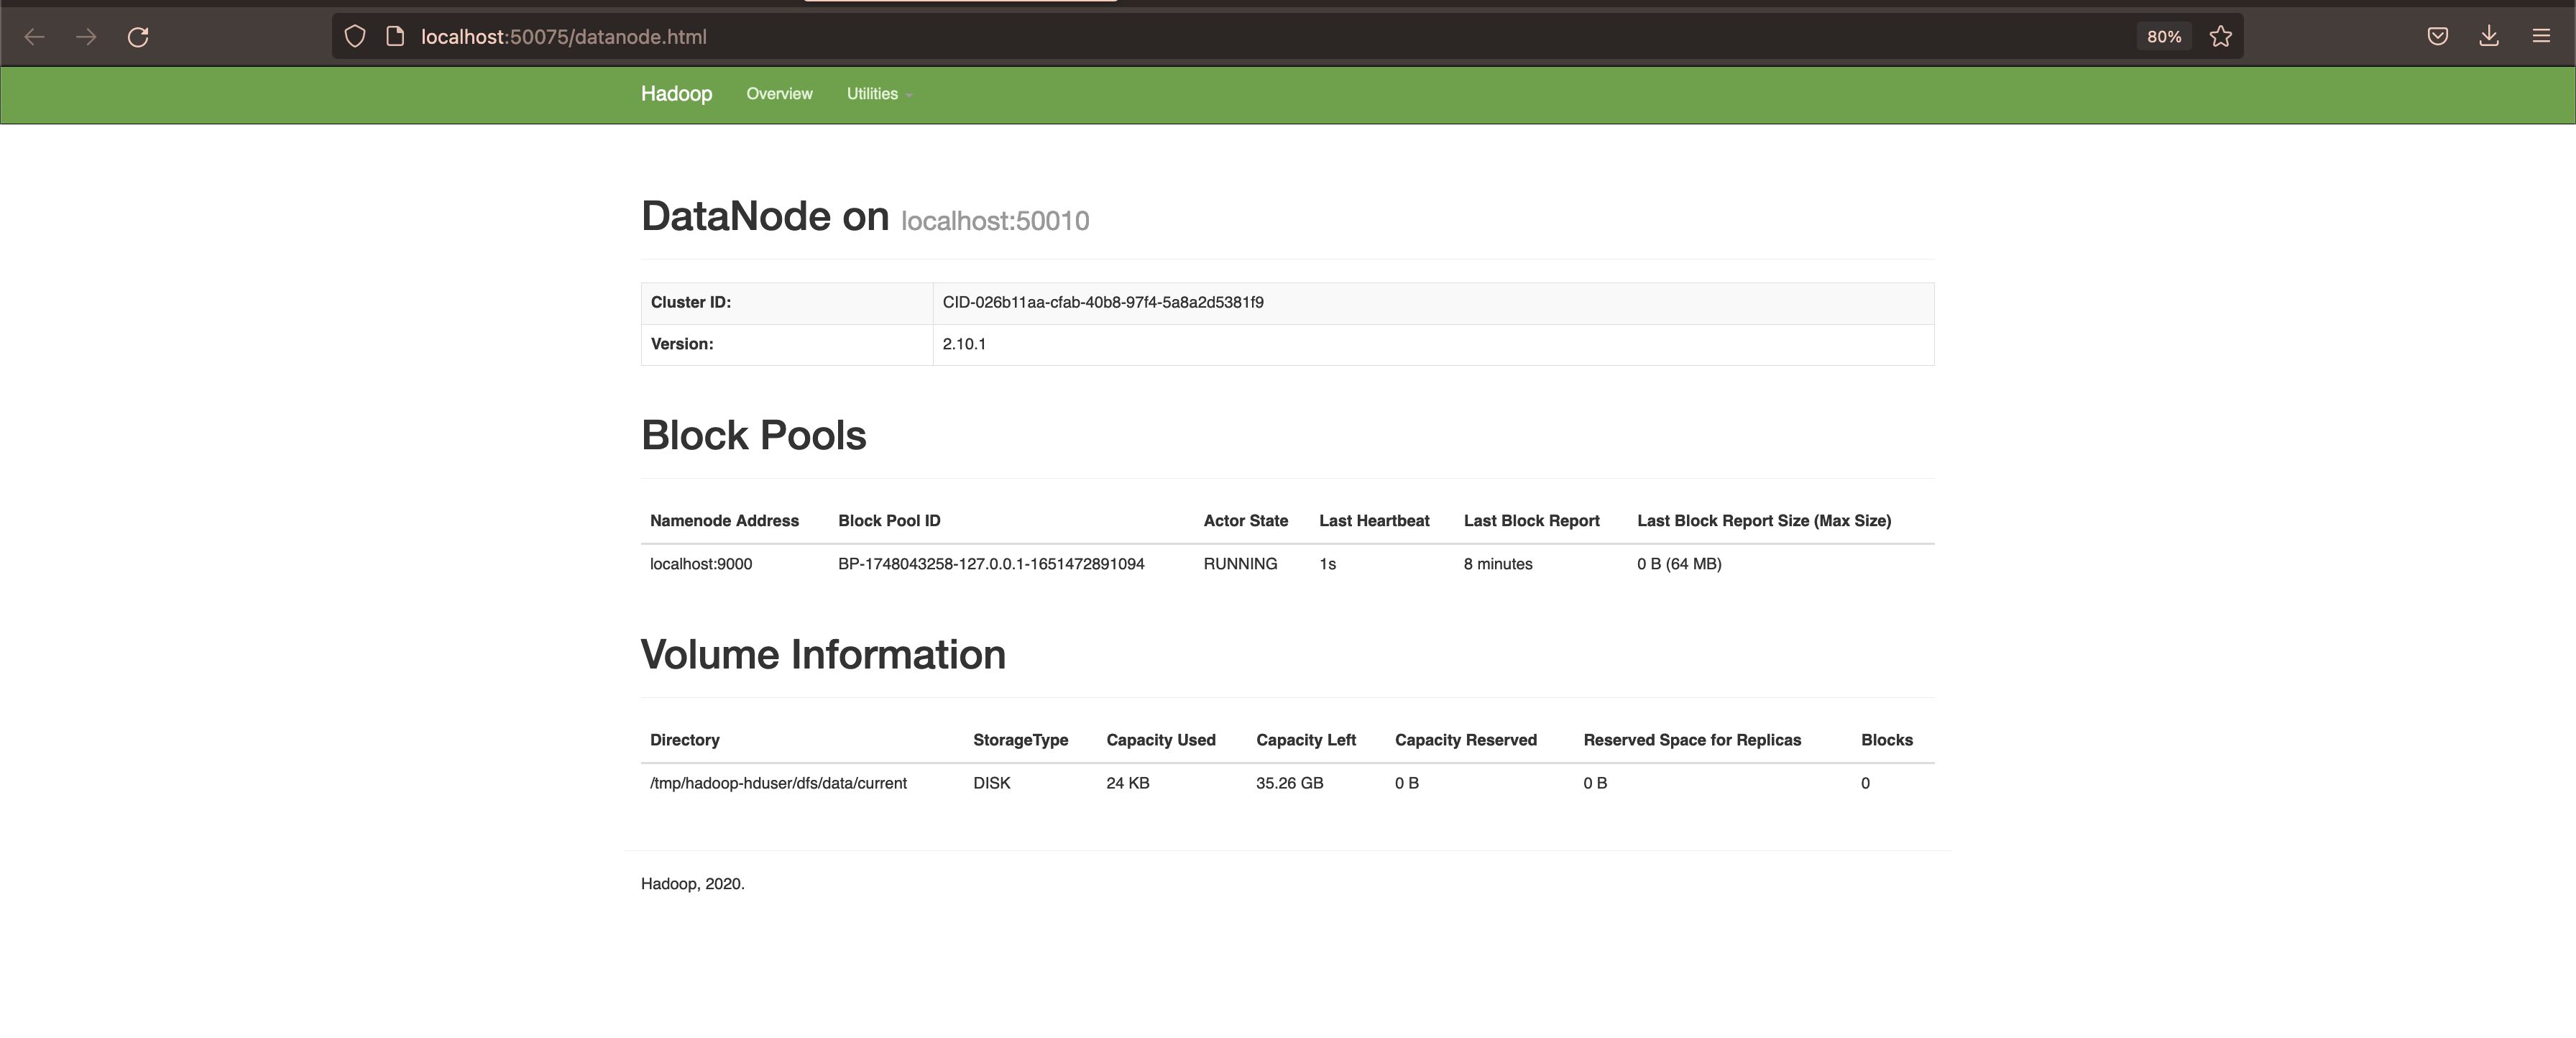 localhost:50075/datanode.html 80%
Hadoop Overview Utilities
DataNode on localhost:50010
Cluster ID: CID-026b11aa-cfab-40b8-97f4-5a8a2d5381f9
Version: 2.10.1
Block Pools
Namenode Address Block Pool ID Actor State Last Heartbeat Last Block Report Last Block Report Size (Max Size)
localhost:9000 BP-1748043258-127.0.0.1-1651472891094 RUNNING 1s 8 minutes 0 B (64 MB)
Volume Information
Directory StorageType Capacity Used Capacity Left Capacity Reserved Reserved Space for Replicas Blocks
/tmp/hadoop-hduser/dfs/data/current DISK 24 KB 35.26 GB 0 B 0 B 0
Hadoop, 2020.